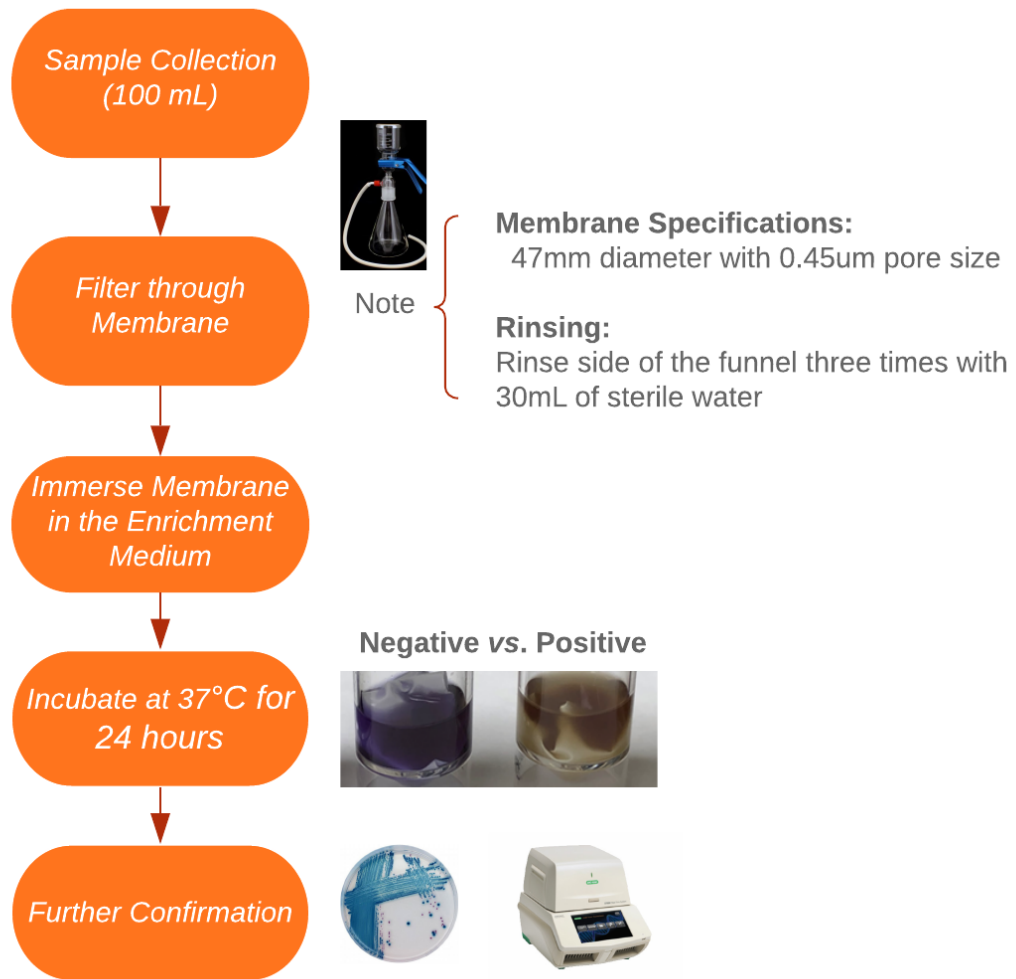 Sample Collection
(100 mL)
Filter through
Membrane
Note
Membrane Specifications:
47mm diameter with 0.45um pore size
Rinsing:
Rinse side of the funnel three times with
30mL of sterile water
Immerse Membrane
in the Enrichment
Medium
Incubate at 37°C for
24 hours
Negative vs. Positive
Further Confirmation